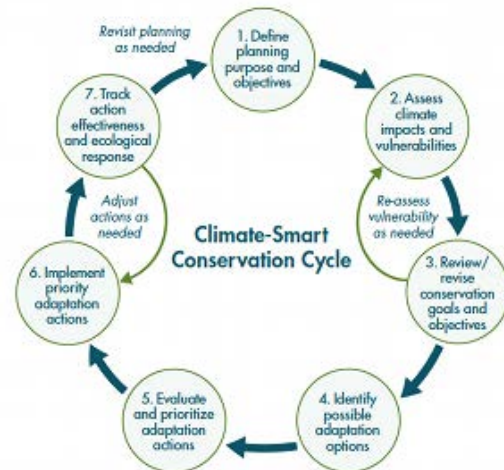 Revisit planning
as needed
1. Define
planning
purpose and
objectives
2. Assess
climate
impacts and
vulnerabilities
Re-assess
vulnerability
as needed
3. Review/
revise
conservation
goals and
objectives
4. Identify
possible
adaptation
options
5. Evaluate
and prioritize
adaptation
actions
6. Implement
priority
adaptation
actions
7. Track
action
effectiveness
and ecological
response
Adjust
actions as
needed
Climate-Smart
Conservation Cycle